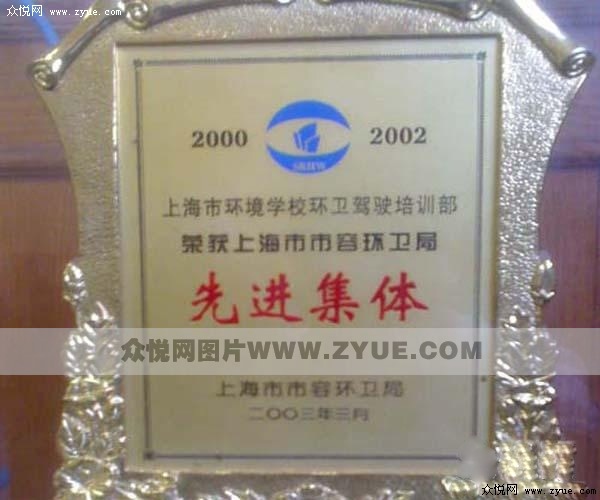 众悦网 www.zyue.com
2000 2002
SRHW
上海市环境学校环卫驾驶培训部
荣获上海市市容环卫局
先进集体
众悦网图片WWW.ZYUE.COM
上海市市容环卫局
二〇〇三年三月
众悦网 www.zyue.com